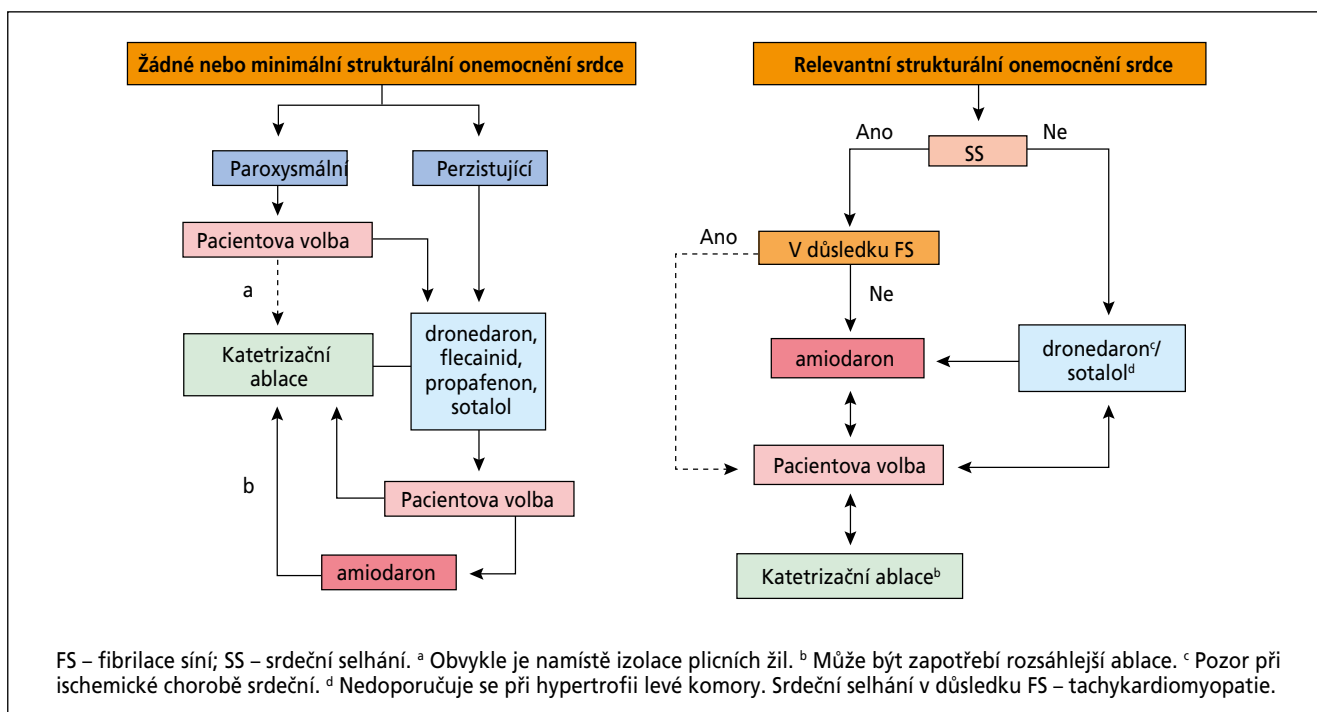 Žádné nebo minimální strukturální onemocnění srdce
Paroxysmální
Perzistující
Pacientova volba
a
Katetrizační
ablace
dronedaron,
flecainid,
propafenon,
sotalol
b
Pacientova volba
amiodaron
Relevantní strukturální onemocnění srdce
Ano
Ne
SS
Ano
V důsledku FS
Ne
amiodaron
dronedaronᶜ/
sotalolᵈ
Pacientova volba
Katetrizační ablaceᵇ
FS – fibrilace síní; SS – srdeční selhání. ᵃ Obvykle je namístě izolace plicních žil. ᵇ Může být zapotřebí rozsáhlejší ablace. ᶜ Pozor při
ischemické chorobě srdeční. ᵈ Nedoporučuje se při hypertrofii levé komory. Srdeční selhání v důsledku FS – tachykardiomyopatie.